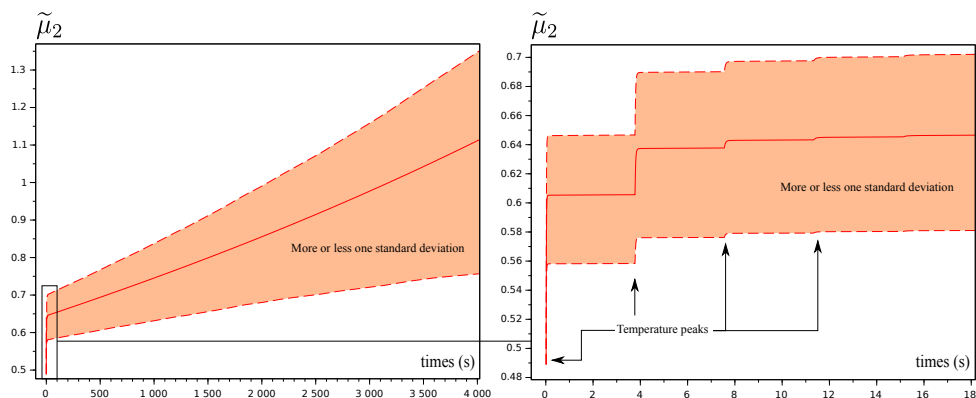 μ̃₂
1.3
1.2
1.1
1
0.9
0.8
0.7
0.6
0.5
More or less one standard deviation
times (s)
0 500 1 000 1 500 2 000 2 500 3 000 3 500 4 000
μ̃₂
0.7
0.68
0.66
0.64
0.62
0.6
0.58
0.56
0.54
0.52
0.5
0.48
More or less one standard deviation
Temperature peaks
times (s)
0 2 4 6 8 10 12 14 16 18